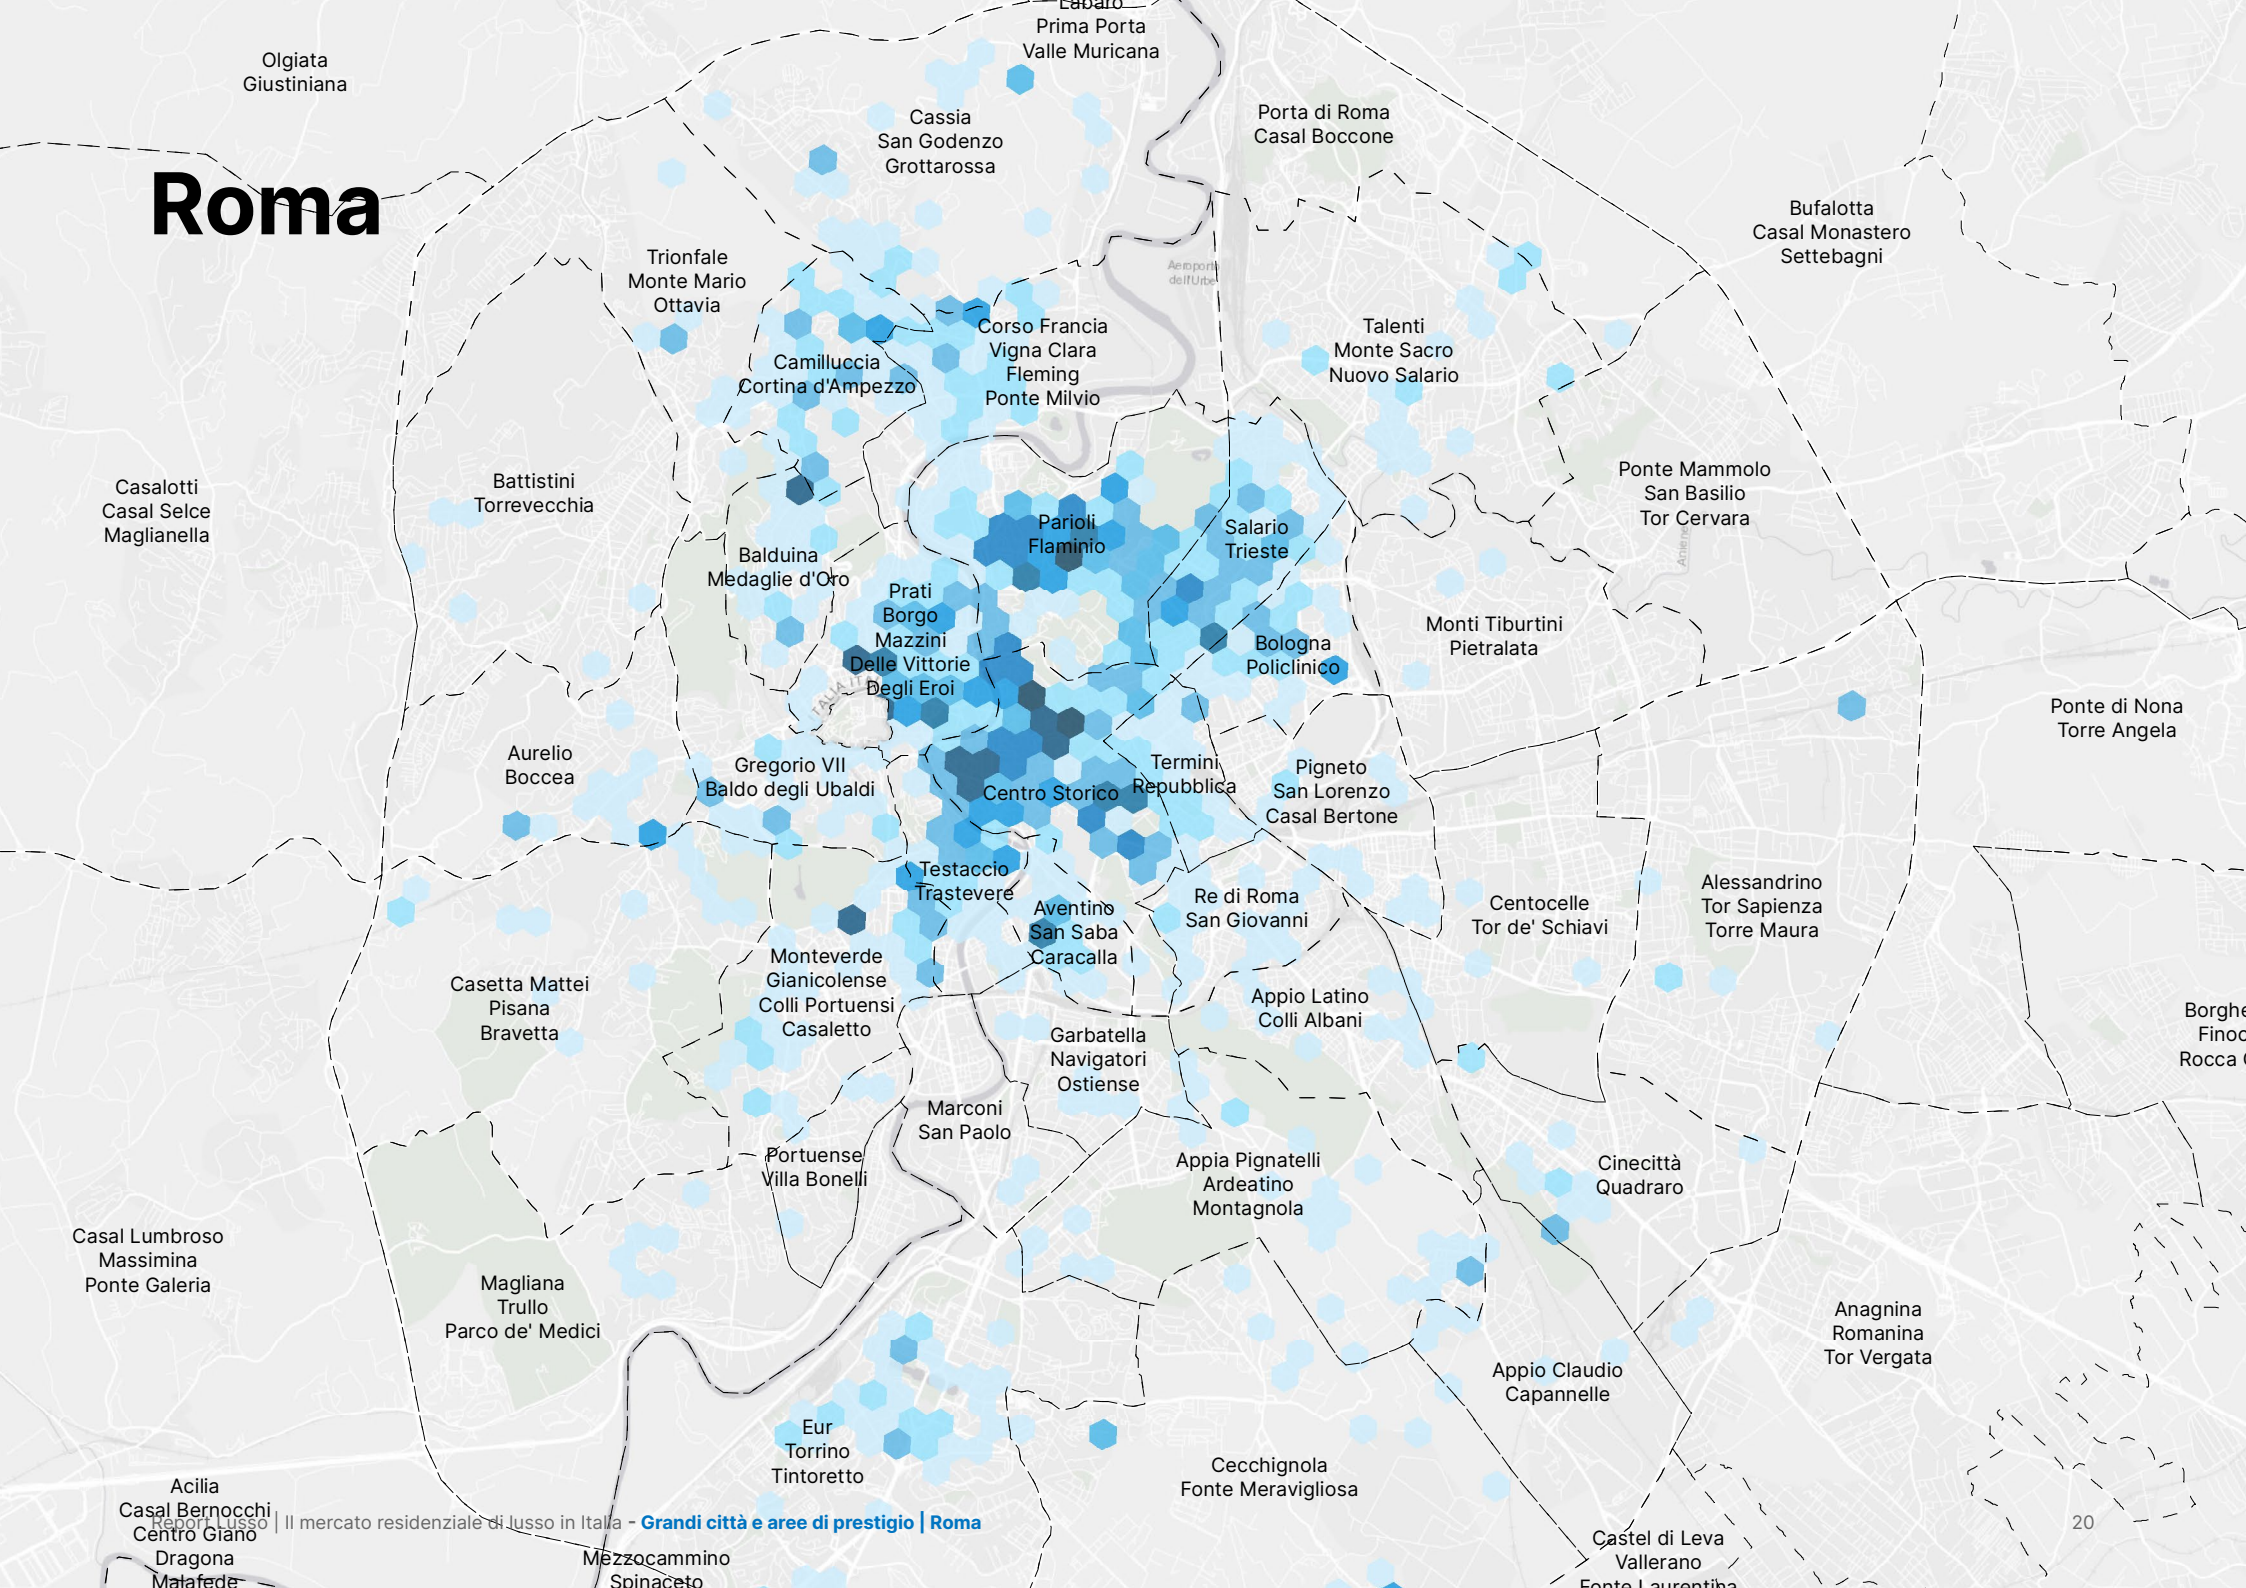 Labaro
Prima Porta
Valle Muricana
Olgiata
Giustiniana
Cassia
San Godenzo
Grottarossa
Porta di Roma
Casal Boccone
Roma
Bufalotta
Casal Monastero
Settebagni
Trionfale
Monte Mario
Ottavia
Aeroporto
dell'Urbe
Corso Francia
Vigna Clara
Fleming
Ponte Milvio
Talenti
Monte Sacro
Nuovo Salario
Camilluccia
Cortina d'Ampezzo
Casalotti
Casal Selce
Maglianella
Battistini
Torrevecchia
Ponte Mammolo
San Basilio
Tor Cervara
Aniene
Parioli
Flaminio
Salario
Trieste
Balduina
Medaglie d'Oro
Prati
Borgo
Mazzini
Delle Vittorie
Degli Eroi
Bologna
Policlinico
Monti Tiburtini
Pietralata
Ponte di Nona
Torre Angela
Aurelio
Boccea
Gregorio VII
Baldo degli Ubaldi
Centro Storico
Termini
Repubblica
Pigneto
San Lorenzo
Casal Bertone
Testaccio
Trastevere
Aventino
San Saba
Caracalla
Re di Roma
San Giovanni
Centocelle
Tor de' Schiavi
Alessandrino
Tor Sapienza
Torre Maura
Casetta Mattei
Pisana
Bravetta
Monteverde
Gianicolense
Colli Portuensi
Casaletto
Appio Latino
Colli Albani
Garbatella
Navigatori
Ostiense
Marconi
San Paolo
Portuense
Villa Bonelli
Appia Pignatelli
Ardeatino
Montagnola
Cinecittà
Quadraro
Casal Lumbroso
Massimina
Ponte Galeria
Magliana
Trullo
Parco de' Medici
Anagnina
Romanina
Tor Vergata
Appio Claudio
Capannelle
Eur
Torrino
Tintoretto
Cecchignola
Fonte Meravigliosa
Acilia
Casal Bernocchi
Centro Giano
Dragona
Malafede
Report Lusso | Il mercato residenziale di lusso in Italia - Grandi città e aree di prestigio | Roma
20
Mezzocammino
Spinaceto
Castel di Leva
Vallerano
Fonte Laurentina